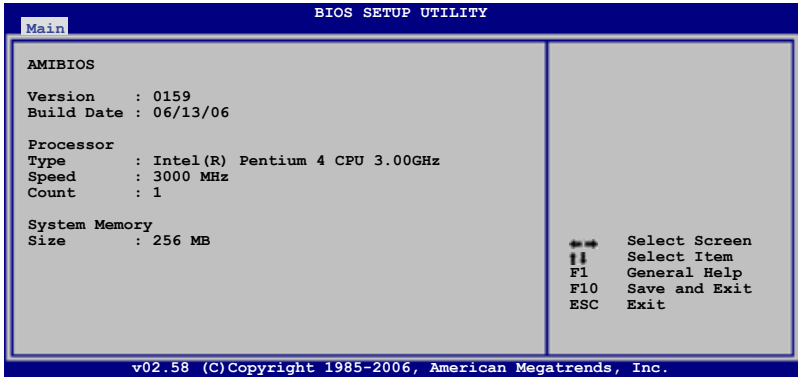 BIOS SETUP UTILITY
Main
AMIBIOS
Version : 0159
Build Date : 06/13/06
Processor
Type : Intel(R) Pentium 4 CPU 3.00GHz
Speed : 3000 MHz
Count : 1
System Memory
Size : 256 MB
←→ Select Screen
↑↓ Select Item
F1 General Help
F10 Save and Exit
ESC Exit
v02.58 (C)Copyright 1985-2006, American Megatrends, Inc.